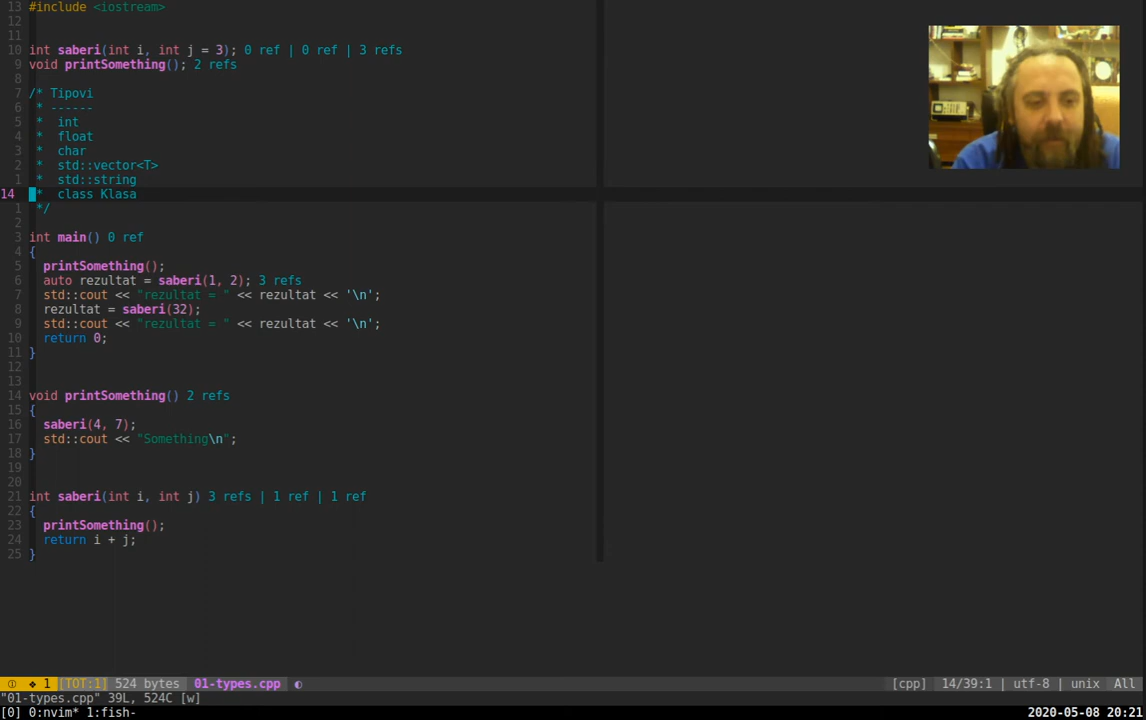 13 #include <iostream>
12
11
10 int saberi(int i, int j = 3); 0 ref | 0 ref | 3 refs
9 void printSomething(); 2 refs
8
7 /* Tipovi
6  * ------
5  *  int
4  *  float
3  *  char
2  *  std::vector<T>
1  *  std::string
14  *  class Klasa
1  */
2
3 int main() 0 ref
4 {
5   printSomething();
6   auto rezultat = saberi(1, 2); 3 refs
7   std::cout << "rezultat = " << rezultat << '\n';
8   rezultat = saberi(32);
9   std::cout << "rezultat = " << rezultat << '\n';
10   return 0;
11 }
12
13
14 void printSomething() 2 refs
15 {
16   saberi(4, 7);
17   std::cout << "Something\n";
18 }
19
20
21 int saberi(int i, int j) 3 refs | 1 ref | 1 ref
22 {
23   printSomething();
24   return i + j;
25 }
1 [TOT:1] 524 bytes 01-types.cpp [cpp] 14/39:1 | utf-8 | unix All
"01-types.cpp" 39L, 524C [w]
[0] 0:nvim* 1:fish- 2020-05-08 20:21